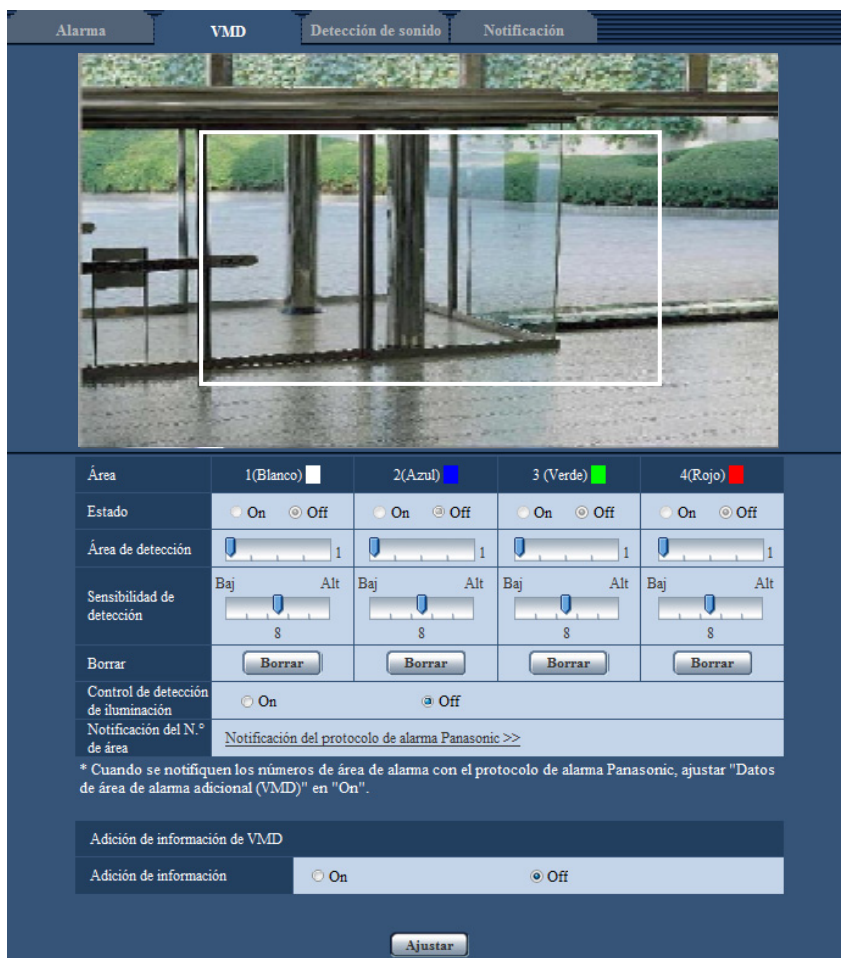 Alarma VMD Detección de sonido Notificación
Área 1(Blanco) 2(Azul) 3 (Verde) 4(Rojo)
Estado On Off On Off On Off On Off
Área de detección 1 1 1 1
Baj Alt Baj Alt Baj Alt Baj Alt
Sensibilidad de
detección
8 8 8 8
Borrar Borrar Borrar Borrar Borrar
Control de detección
de iluminación
On Off
Notificación del N.°
de área
Notificación del protocolo de alarma Panasonic >>
* Cuando se notifiquen los números de área de alarma con el protocolo de alarma Panasonic, ajustar "Datos
de área de alarma adicional (VMD)" en "On".
Adición de información de VMD
Adición de información On Off
Ajustar